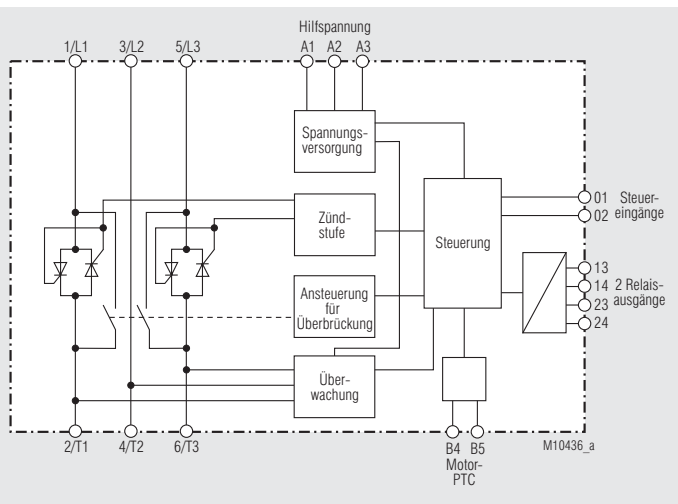 Hilfspannung
1/L1 3/L2 5/L3 A1 A2 A3
Spannungs-
versorgung
Zünd-
stufe
Steuerung
01 Steuer-
02 eingänge
Ansteuerung
für
Überbrückung
13
14 2 Relais-
23 ausgänge
24
Über-
wachung
2/T1 4/T2 6/T3
B4 B5
Motor-
PTC
M10436_a